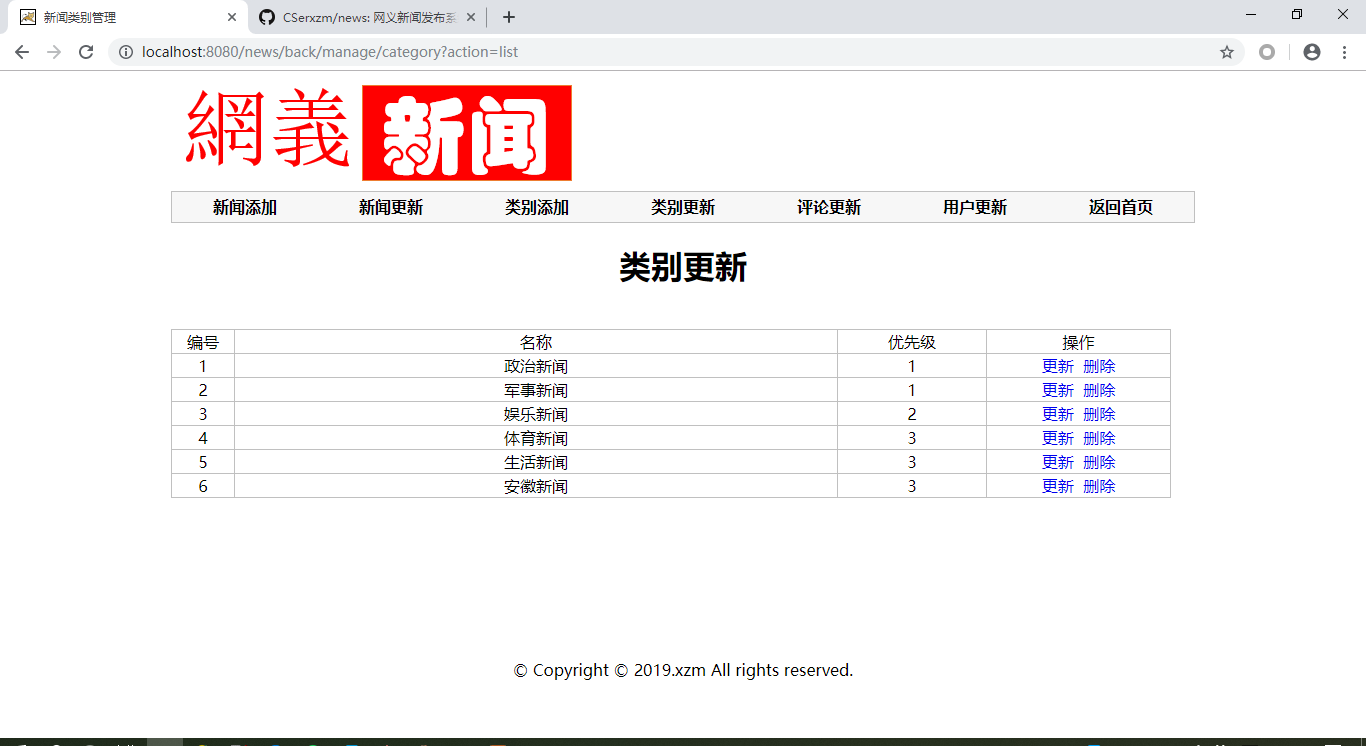 新闻类别管理
CSerxzm/news: 网义新闻发布系
localhost:8080/news/back/manage/category?action=list
網義 新闻
新闻添加 新闻更新 类别添加 类别更新 评论更新 用户更新 返回首页
类别更新
编号 名称 优先级 操作
1 政治新闻 1 更新 删除
2 军事新闻 1 更新 删除
3 娱乐新闻 2 更新 删除
4 体育新闻 3 更新 删除
5 生活新闻 3 更新 删除
6 安徽新闻 3 更新 删除
© Copyright © 2019.xzm All rights reserved.